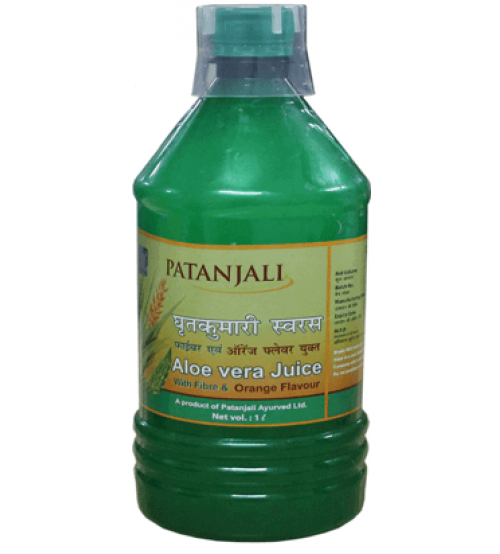 PATANJALI
घृतकुमारी स्वरस
फाईबर एवं ऑरेंज फ्लेवर युक्त
Aloe vera Juice
With Fibre & Orange Flavour
A product of Patanjali Ayurved Ltd.
Net vol. : 1 ℓ